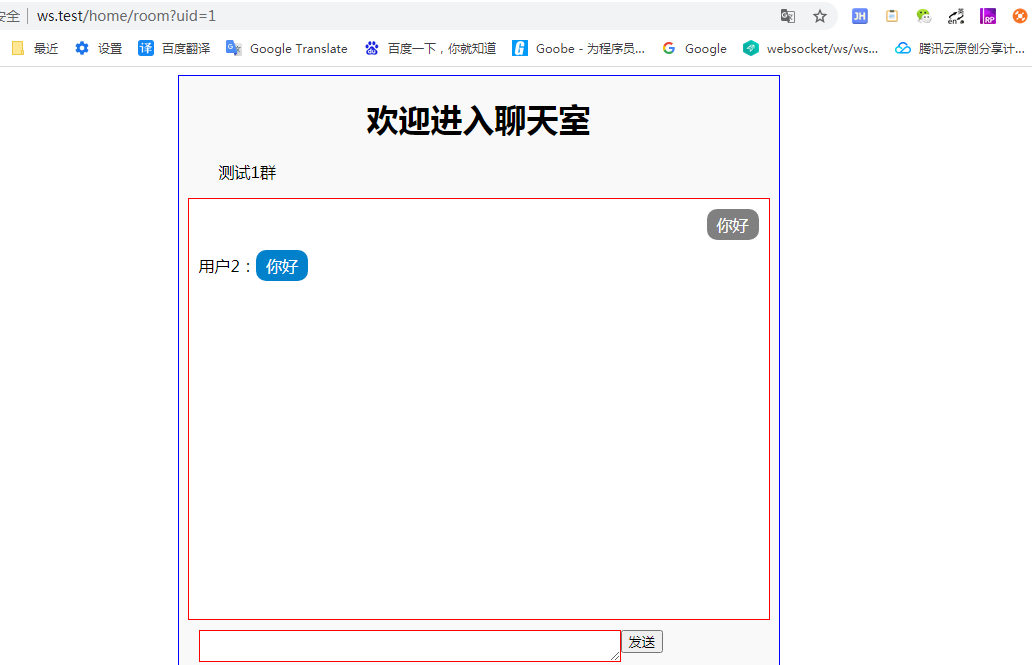 安全 ws.test/home/room?uid=1
最近 设置 百度翻译 Google Translate 百度一下，你就知道 Goobe - 为程序员... Google websocket/ws/ws... 腾讯云原创分享计...
欢迎进入聊天室
测试1群
你好
用户2：你好
发送